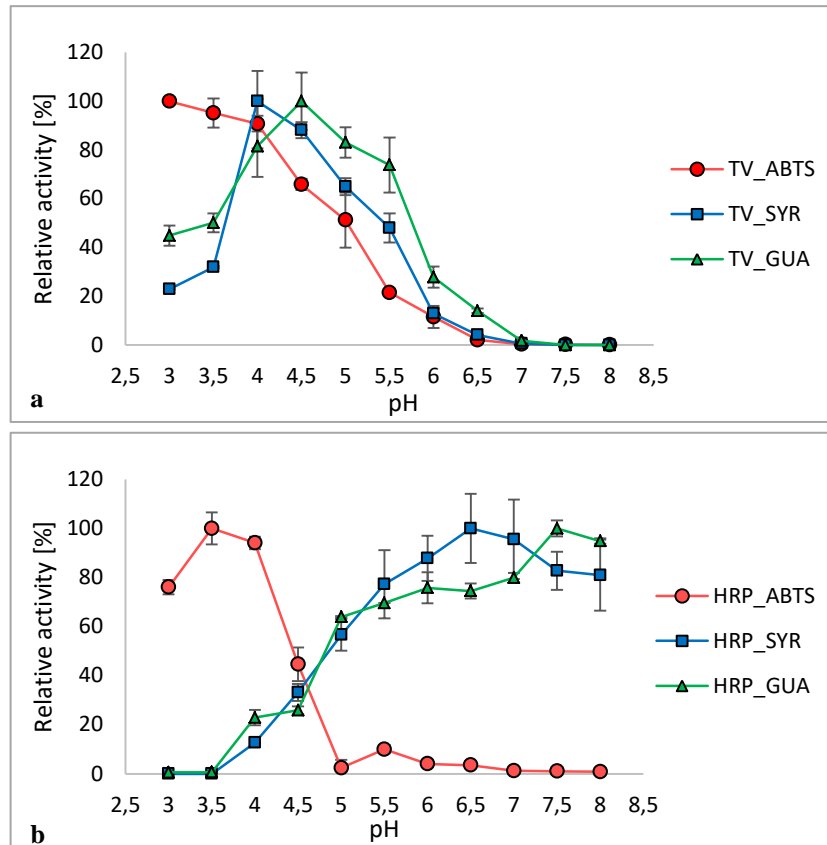 120
100
80
60
40
20
0
Relative activity [%]
2,5 3 3,5 4 4,5 5 5,5 6 6,5 7 7,5 8 8,5
pH
TV_ABTS
TV_SYR
TV_GUA
a
120
100
80
60
40
20
0
Relative activity [%]
2,5 3 3,5 4 4,5 5 5,5 6 6,5 7 7,5 8 8,5
pH
HRP_ABTS
HRP_SYR
HRP_GUA
b